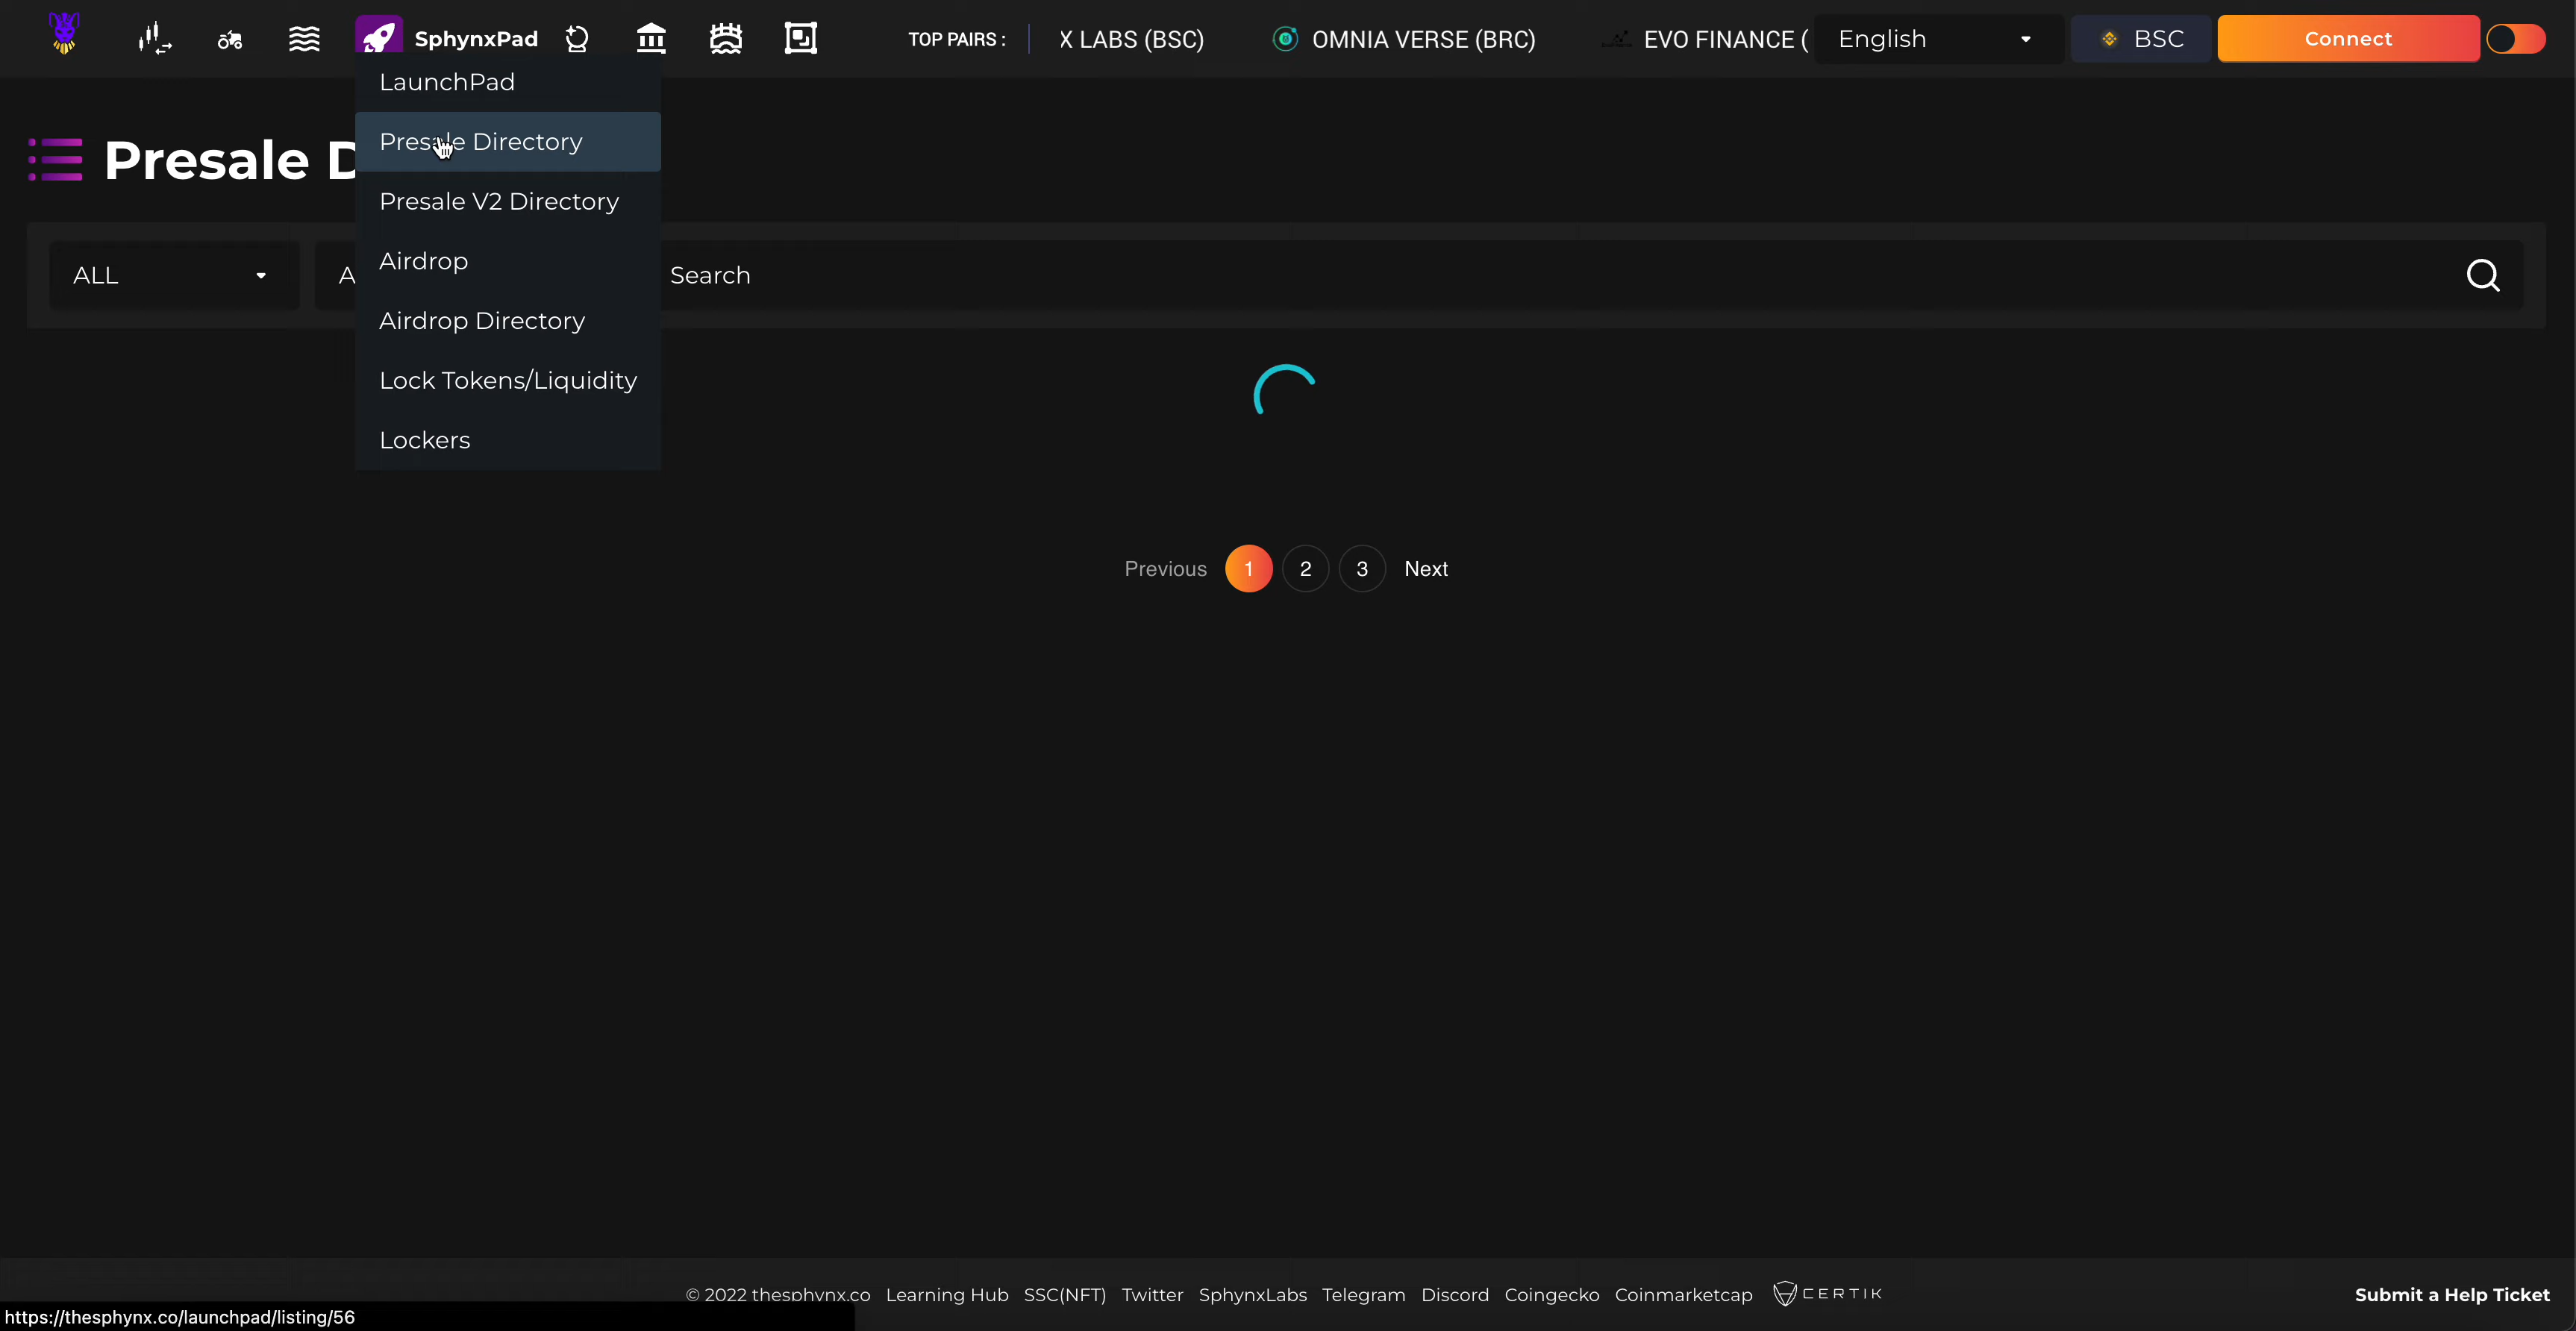 SphynxPad
TOP PAIRS :
X LABS (BSC)
OMNIA VERSE (BRC)
EVO FINANCE (
English
BSC
Connect
LaunchPad
Presale Directory
Presale V2 Directory
Airdrop
Airdrop Directory
Lock Tokens/Liquidity
Lockers
Presale D
ALL
A
Search
Previous 1 2 3 Next
© 2022 thesphynx.co Learning Hub SSC(NFT) Twitter SphynxLabs Telegram Discord Coingecko Coinmarketcap CERTIK
Submit a Help Ticket
https://thesphynx.co/launchpad/listing/56